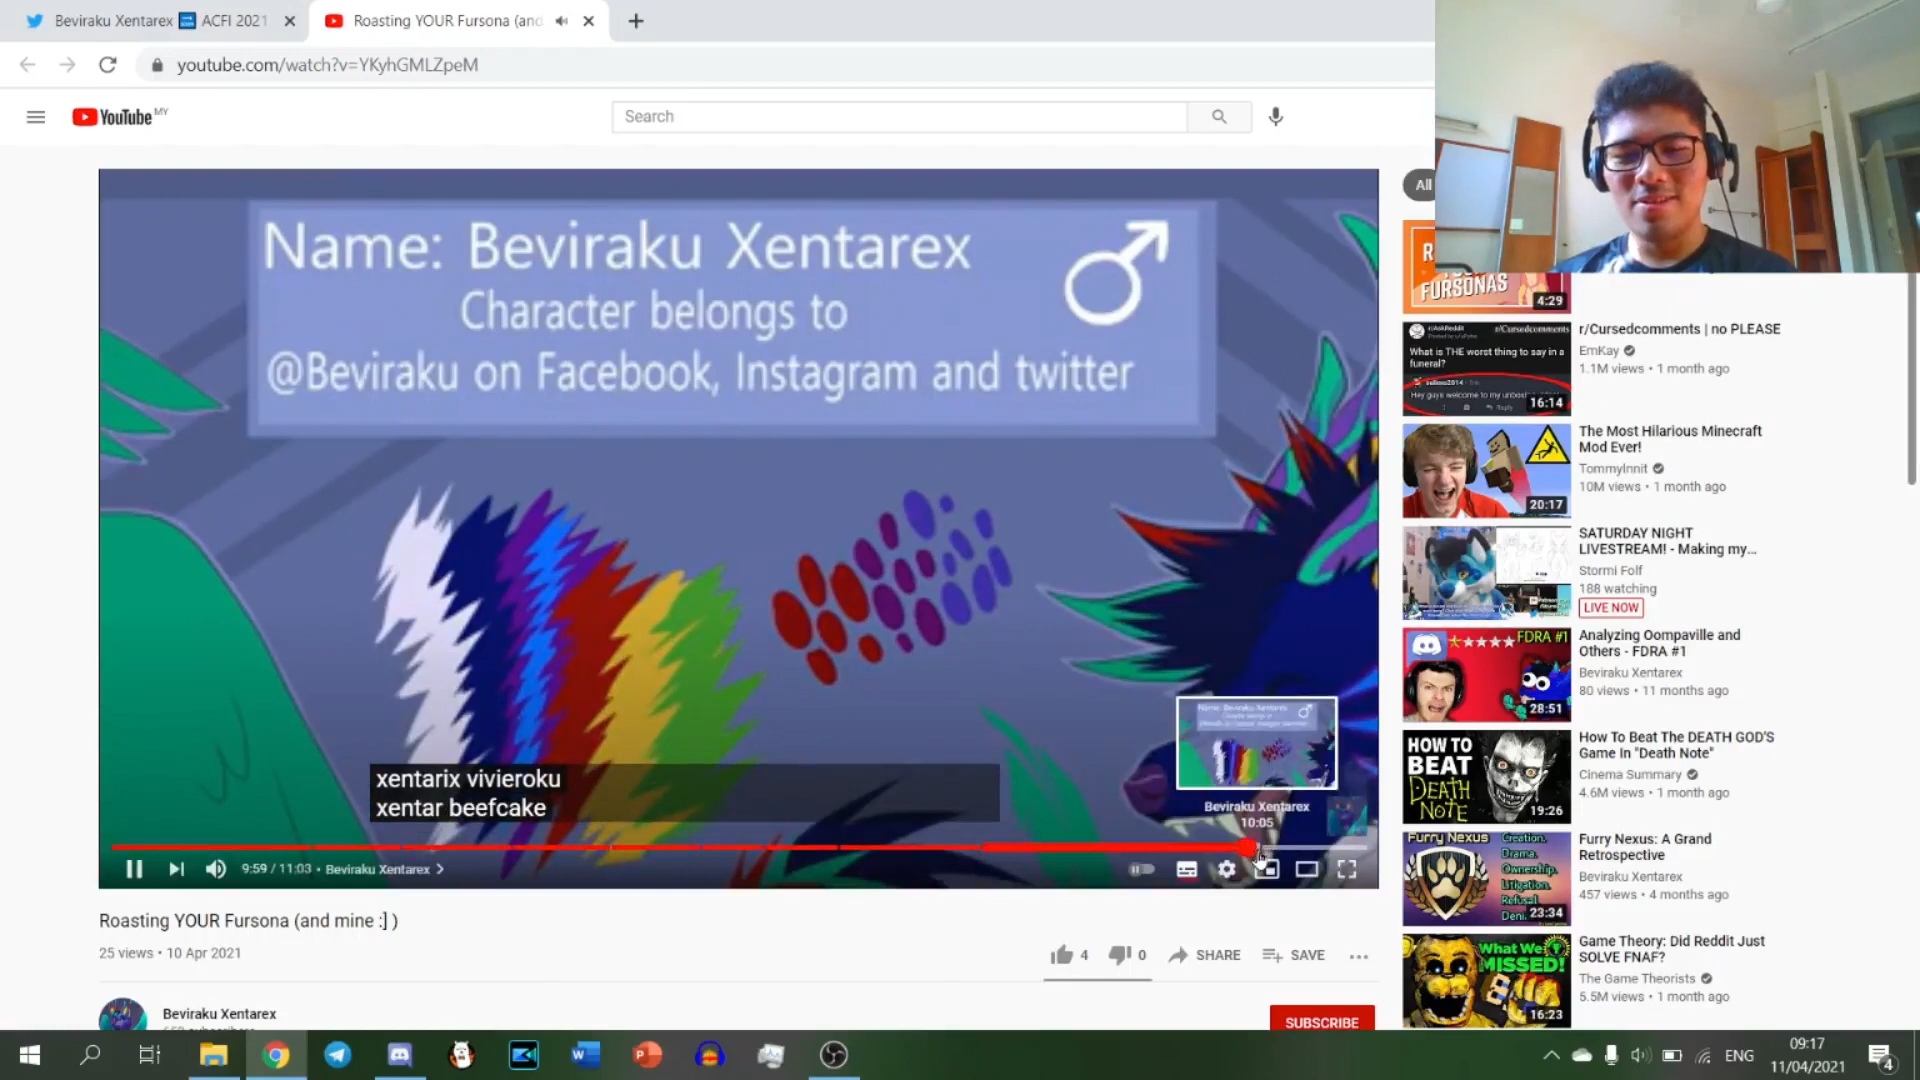 Beviraku Xentarex ACFI 2021
Roasting YOUR Fursona (and
youtube.com/watch?v=YKyhGMLZpeM
YouTube MY
Search
All
Name: Beviraku Xentarex
Character belongs to
@Beviraku on Facebook, Instagram and twitter
xentarix vivieroku
xentar beefcake
Beviraku Xentarex
10:05
9:59 / 11:03 • Beviraku Xentarex
Roasting YOUR Fursona (and mine :] )
25 views • 10 Apr 2021
4
0
SHARE
SAVE
Beviraku Xentarex
SUBSCRIBE
FURSONAS
4:29
r/AskReddit
r/Cursedcomments
What is THE worst thing to say in a
funeral?
16:14
r/Cursedcomments | no PLEASE
EmKay
1.1M views • 1 month ago
20:17
The Most Hilarious Minecraft
Mod Ever!
TommyInnit
10M views • 1 month ago
SATURDAY NIGHT
LIVESTREAM! - Making my...
Stormi Folf
188 watching
LIVE NOW
FDRA #1
28:51
Analyzing Oompaville and
Others - FDRA #1
Beviraku Xentarex
80 views • 11 months ago
HOW TO
BEAT
DEATH
NOTE
19:26
How To Beat The DEATH GOD'S
Game In "Death Note"
Cinema Summary
4.6M views • 1 month ago
Furry Nexus
Creation.
Drama.
Ownership.
Litigation.
Refusal.
23:34
Furry Nexus: A Grand
Retrospective
Beviraku Xentarex
457 views • 4 months ago
What We
MISSED!
16:23
Game Theory: Did Reddit Just
SOLVE FNAF?
The Game Theorists
5.5M views • 1 month ago
ENG
09:17
11/04/2021
4